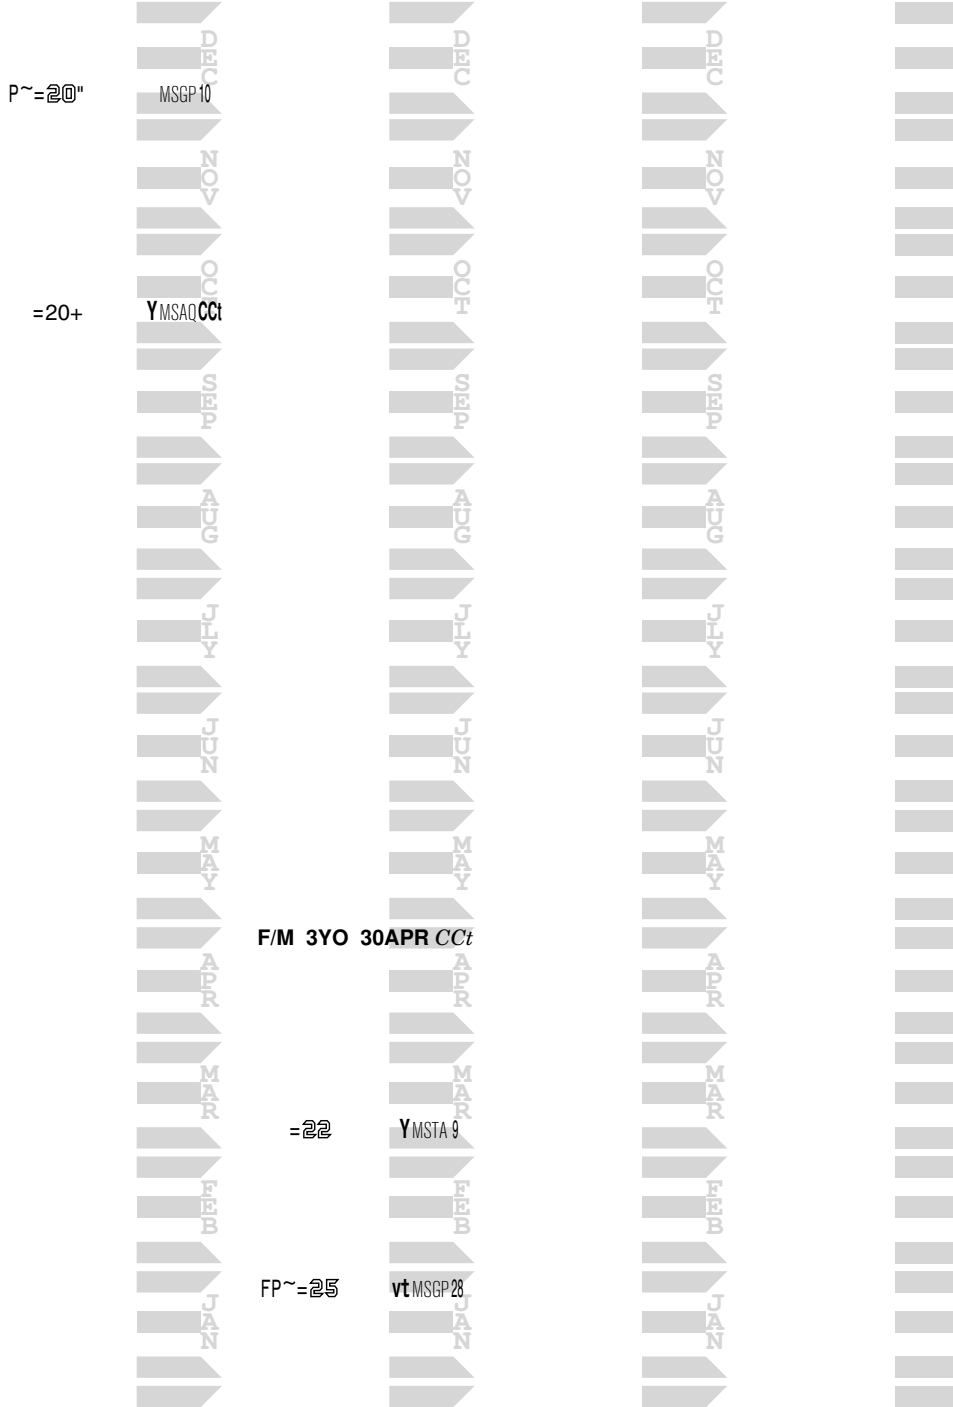 DEC DEC DEC
P~=20" MSGP 10
NOV NOV NOV
OCT OCT OCT
=20+ Y MSAQ CCt
SEP SEP SEP
AUG AUG AUG
JLY JLY JLY
JUN JUN JUN
MAY MAY MAY
F/M 3YO 30APR CCt
APR APR APR
MAR MAR MAR
=22 Y MSTA 9
FEB FEB FEB
FP~=25 vt MSGP 28
JAN JAN JAN